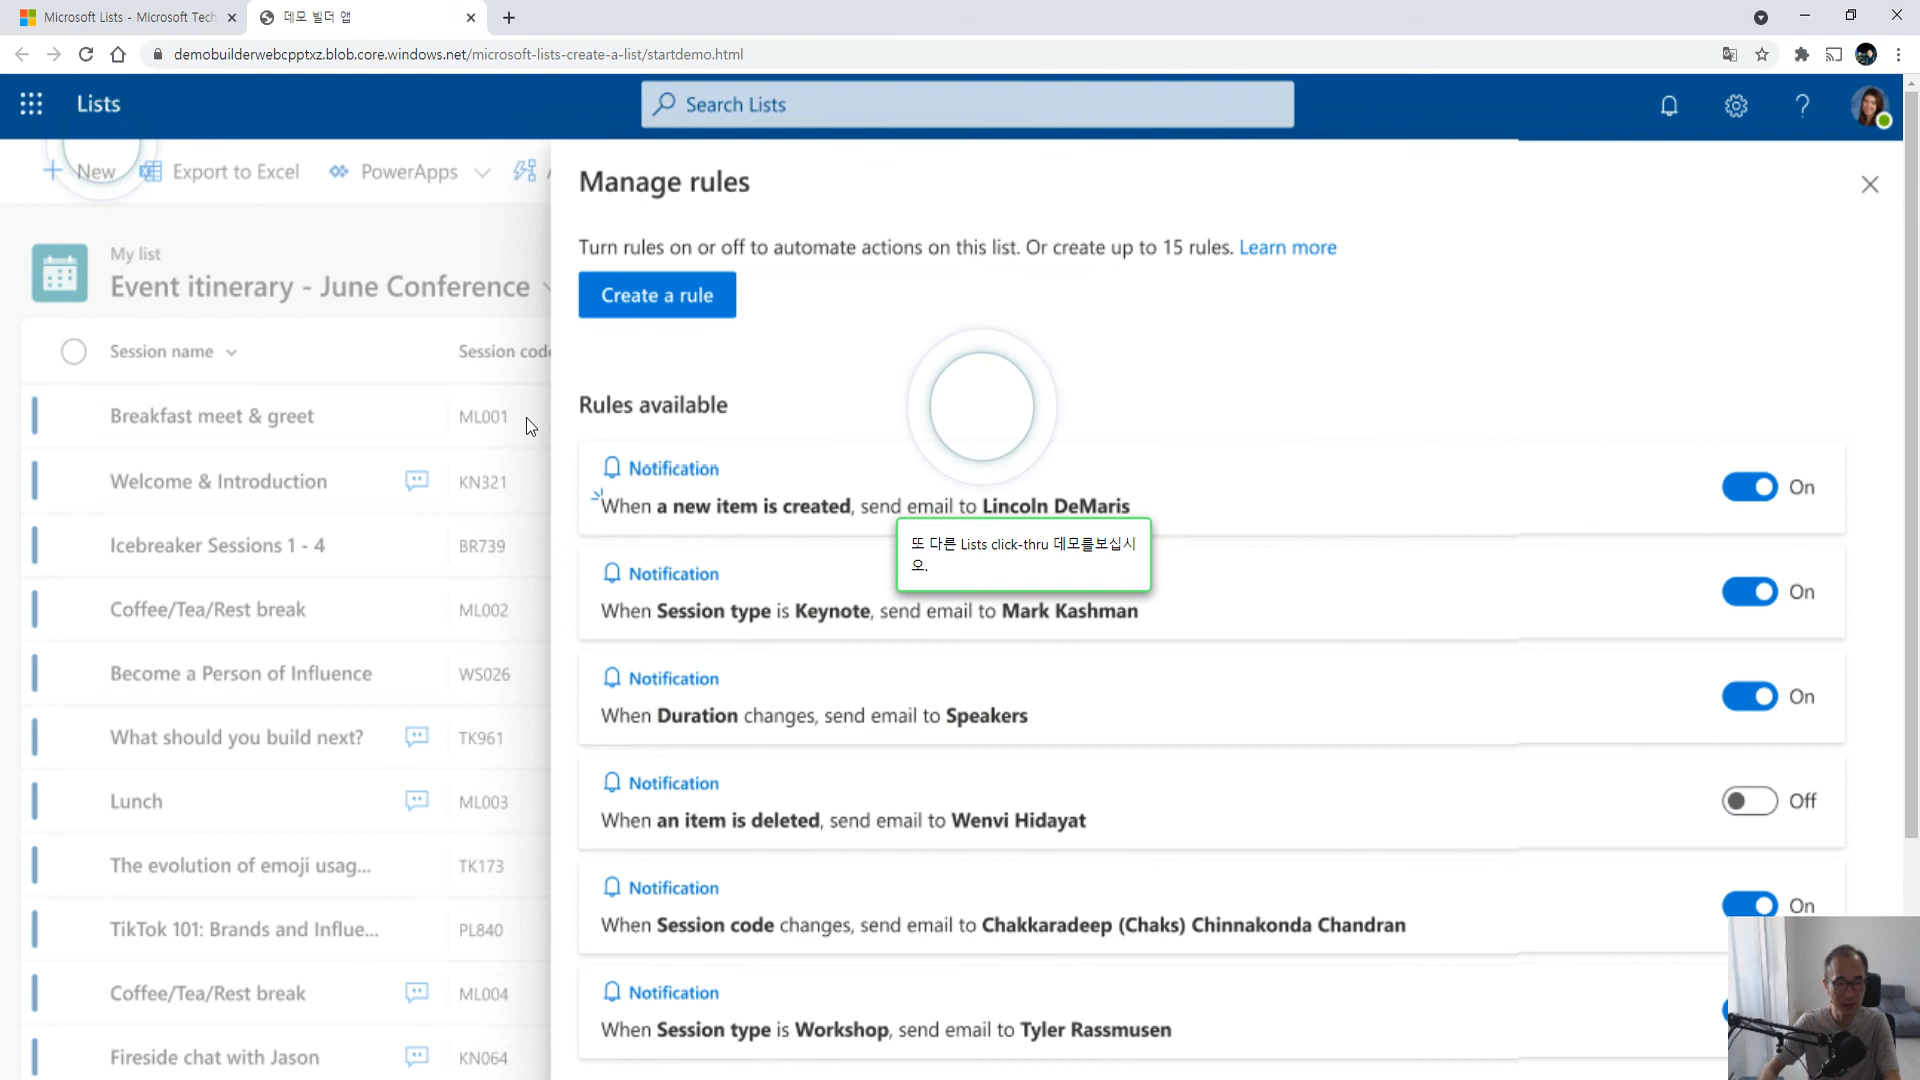 Microsoft Lists - Microsoft Tech
데모 빌더 앱
demobuilderwebcpptxz.blob.core.windows.net/microsoft-lists-create-a-list/startdemo.html
Lists
Search Lists
New
Export to Excel
PowerApps
My list
Event itinerary - June Conference
Session name
Session code
Breakfast meet & greet ML001
Welcome & Introduction KN321
Icebreaker Sessions 1 - 4 BR739
Coffee/Tea/Rest break ML002
Become a Person of Influence WS026
What should you build next? TK961
Lunch ML003
The evolution of emoji usag... TK173
TikTok 101: Brands and Influe... PL840
Coffee/Tea/Rest break ML004
Fireside chat with Jason KN064
Manage rules
Turn rules on or off to automate actions on this list. Or create up to 15 rules. Learn more
Create a rule
Rules available
Notification
When a new item is created, send email to Lincoln DeMaris
On
또 다른 Lists click-thru 데모를보십시
오.
Notification
When Session type is Keynote, send email to Mark Kashman
On
Notification
When Duration changes, send email to Speakers
On
Notification
When an item is deleted, send email to Wenvi Hidayat
Off
Notification
When Session code changes, send email to Chakkaradeep (Chaks) Chinnakonda Chandran
On
Notification
When Session type is Workshop, send email to Tyler Rassmusen